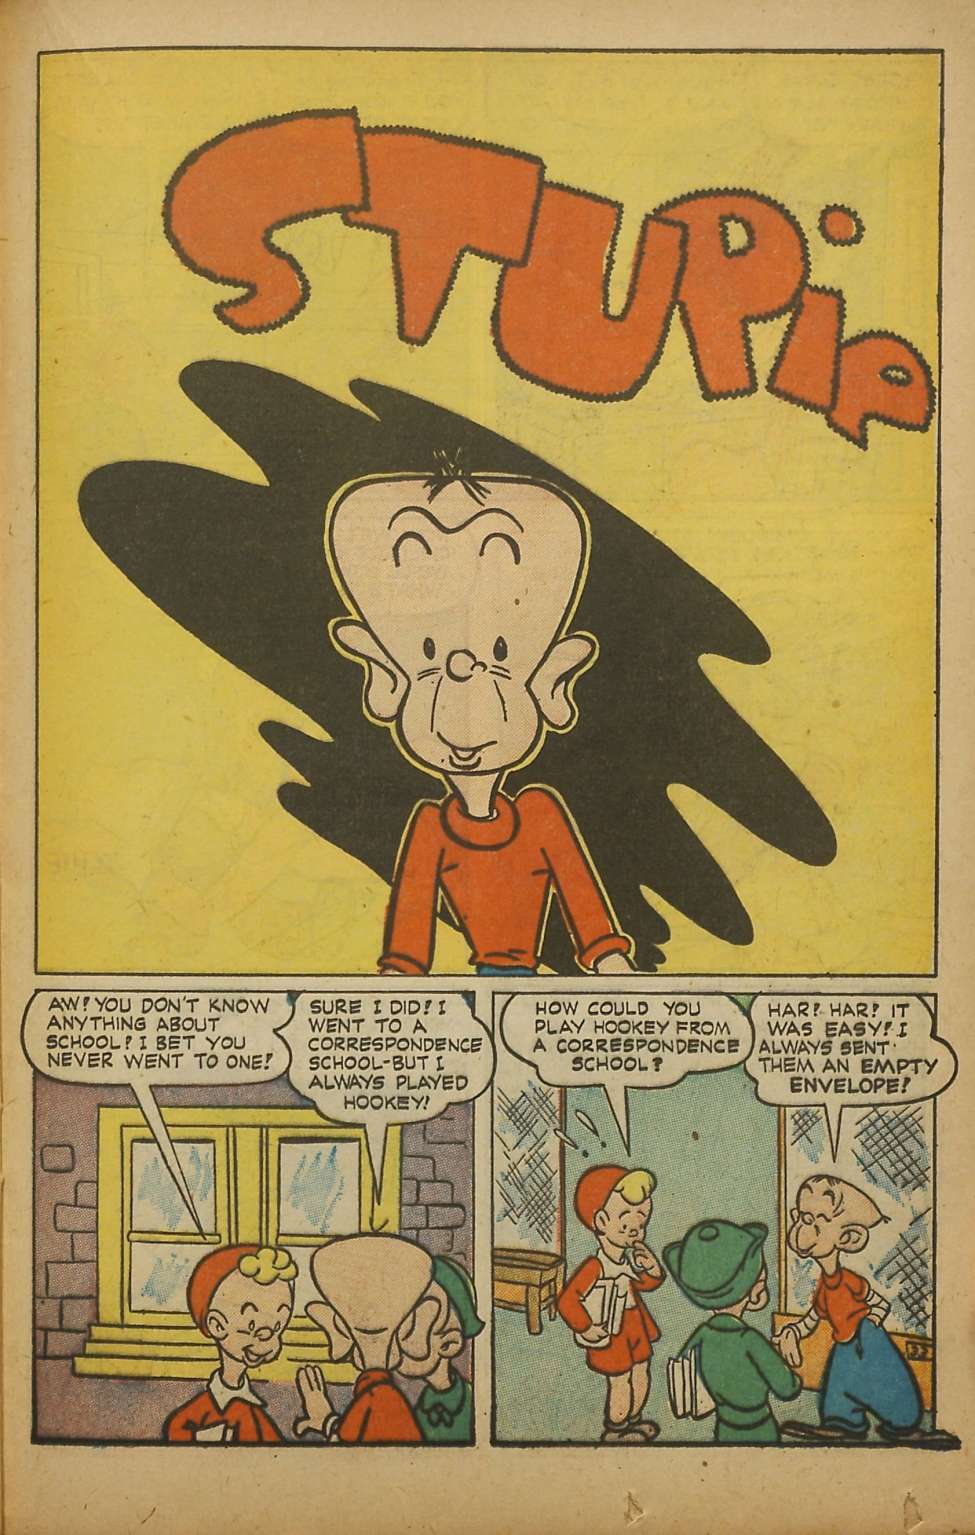 STUPiD
AW! YOU DON'T KNOW
ANYTHING ABOUT
SCHOOL! I BET YOU
NEVER WENT TO ONE!
SURE I DID! I
WENT TO A
CORRESPONDENCE
SCHOOL-BUT I
ALWAYS PLAYED
HOOKEY!
HOW COULD YOU
PLAY HOOKEY FROM
A CORRESPONDENCE
SCHOOL?
HAR! HAR! IT
WAS EASY! I
ALWAYS SENT
THEM AN EMPTY
ENVELOPE!